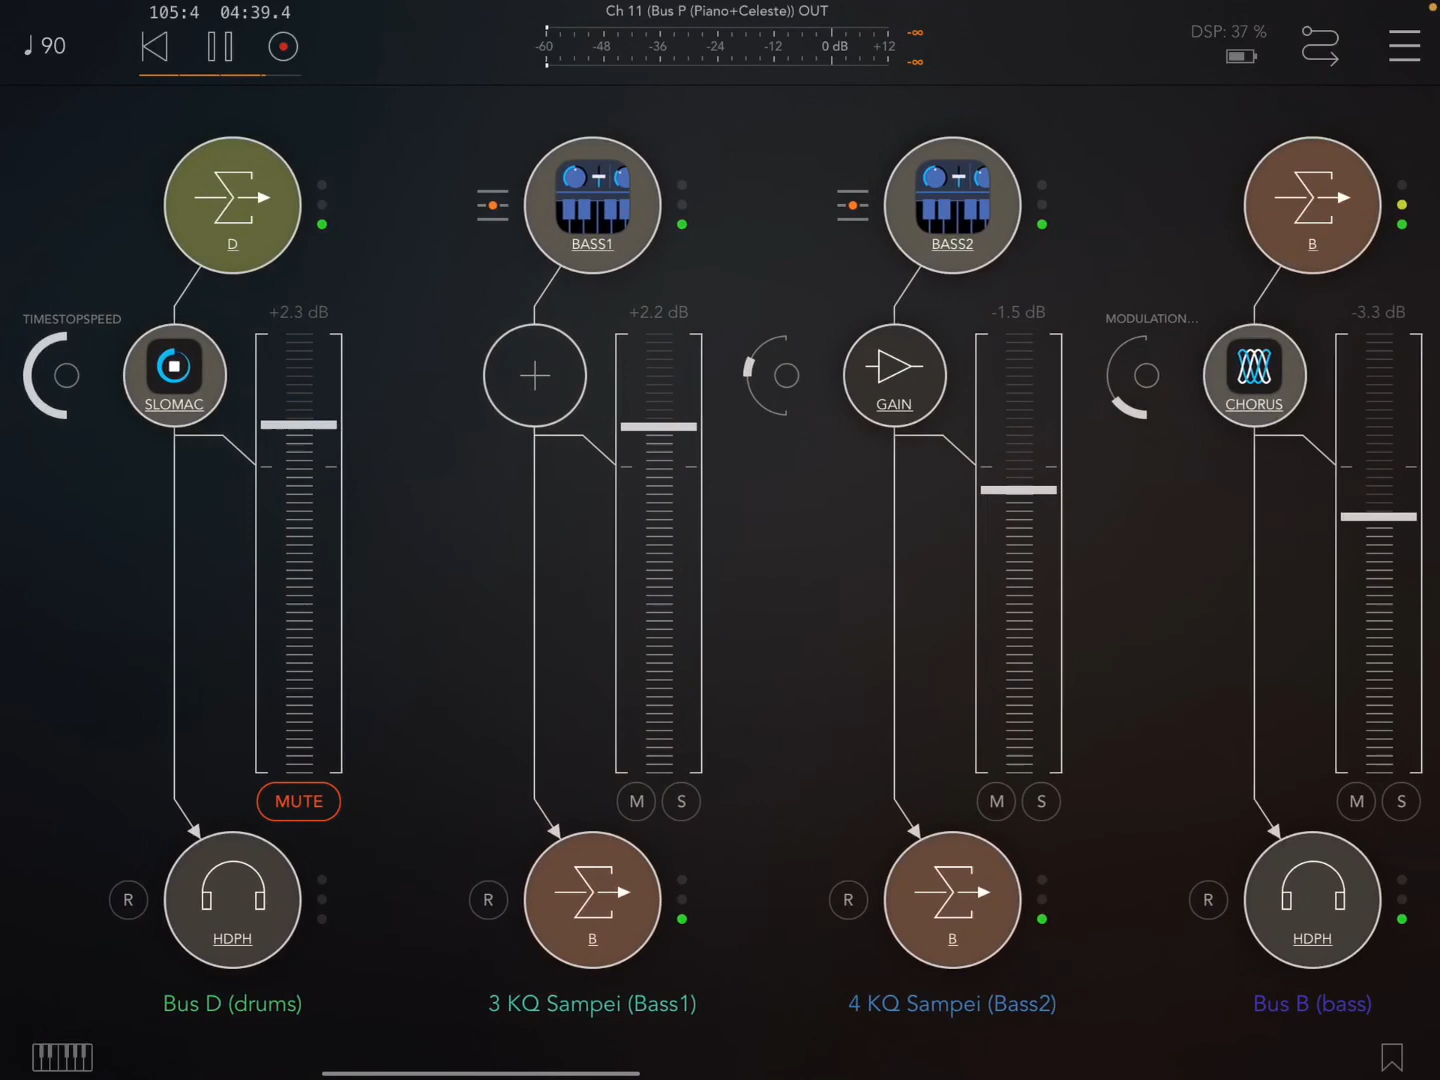 105:4 04:39.4
Ch 11 (Bus P (Piano+Celeste)) OUT
90
-60 -48 -36 -24 -12 0 dB +12
-∞
-∞
DSP: 37 %
D
BASS1
BASS2
B
TIMESTOPSPEED
+2.3 dB
+2.2 dB
-1.5 dB
MODULATION...
-3.3 dB
SLOMAC
GAIN
CHORUS
MUTE
M S
M S
M S
R
HDPH
R
B
R
B
R
HDPH
Bus D (drums)
3 KQ Sampei (Bass1)
4 KQ Sampei (Bass2)
Bus B (bass)